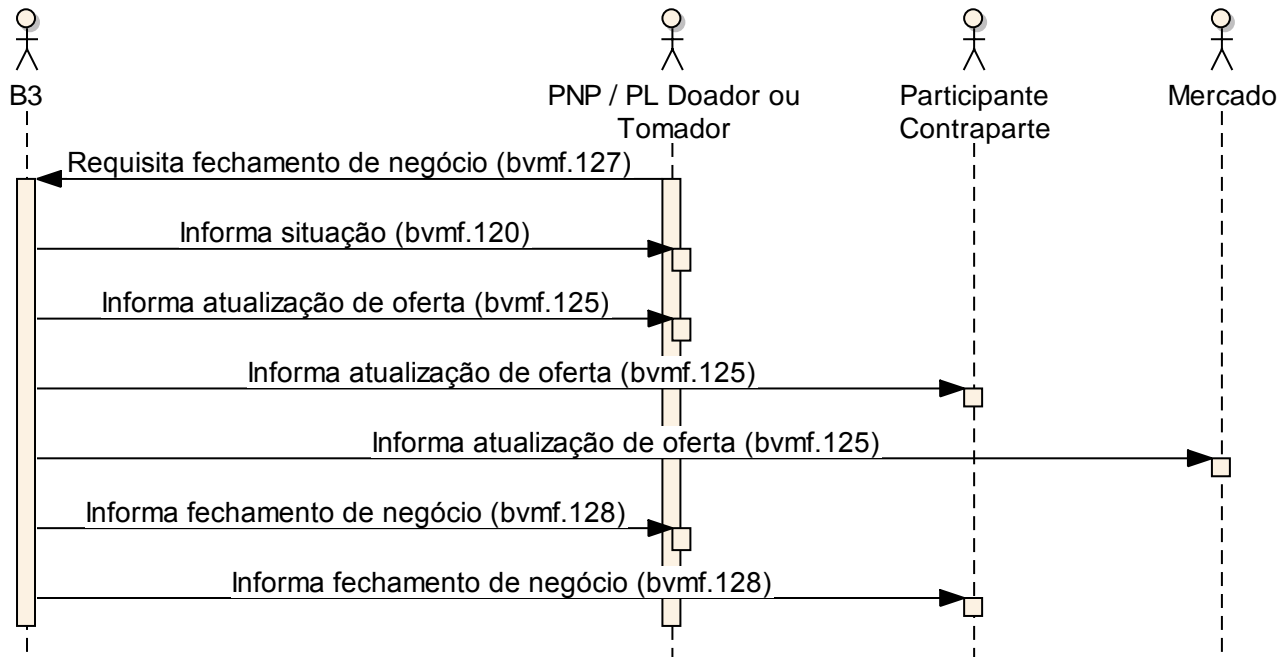 B3
PNP / PL Doador ou
Tomador
Participante
Contraparte
Mercado
Requisita fechamento de negócio (bvmf.127)
Informa situação (bvmf.120)
Informa atualização de oferta (bvmf.125)
Informa atualização de oferta (bvmf.125)
Informa atualização de oferta (bvmf.125)
Informa fechamento de negócio (bvmf.128)
Informa fechamento de negócio (bvmf.128)